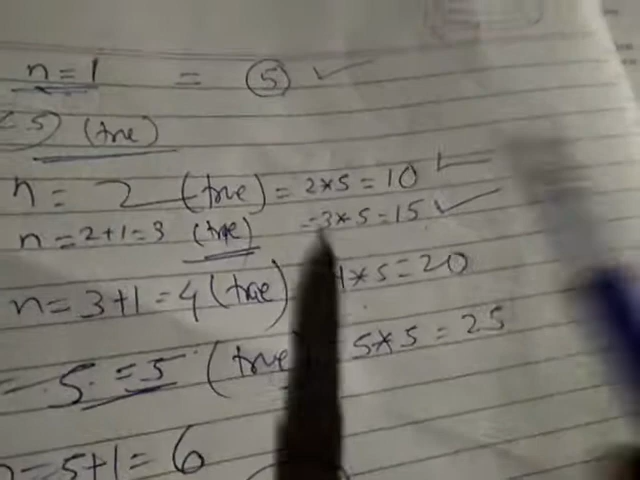 n=1 = 5
<5) (true)
n = 2 (true) = 2*5 = 10
n = 2+1 = 3 (true) = 3*5 = 15
n = 3+1 = 4 (true) *5 = 20
= 5 = 5 (true 5*5 = 25
= 5+1 = 6